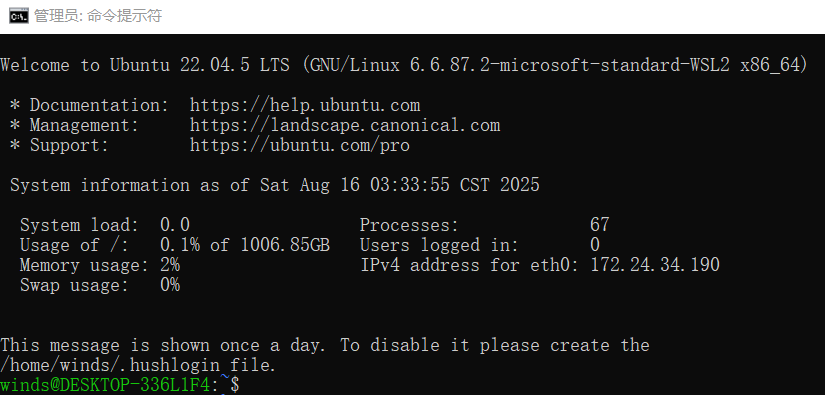 管理员: 命令提示符
Welcome to Ubuntu 22.04.5 LTS (GNU/Linux 6.6.87.2-microsoft-standard-WSL2 x86_64)
* Documentation:  https://help.ubuntu.com
* Management:     https://landscape.canonical.com
* Support:        https://ubuntu.com/pro
System information as of Sat Aug 16 03:33:55 CST 2025
System load:  0.0                 Processes:             67
Usage of /:   0.1% of 1006.85GB   Users logged in:       0
Memory usage: 2%                  IPv4 address for eth0: 172.24.34.190
Swap usage:   0%
This message is shown once a day. To disable it please create the
/home/winds/.hushlogin file.
winds@DESKTOP-336L1F4:~$